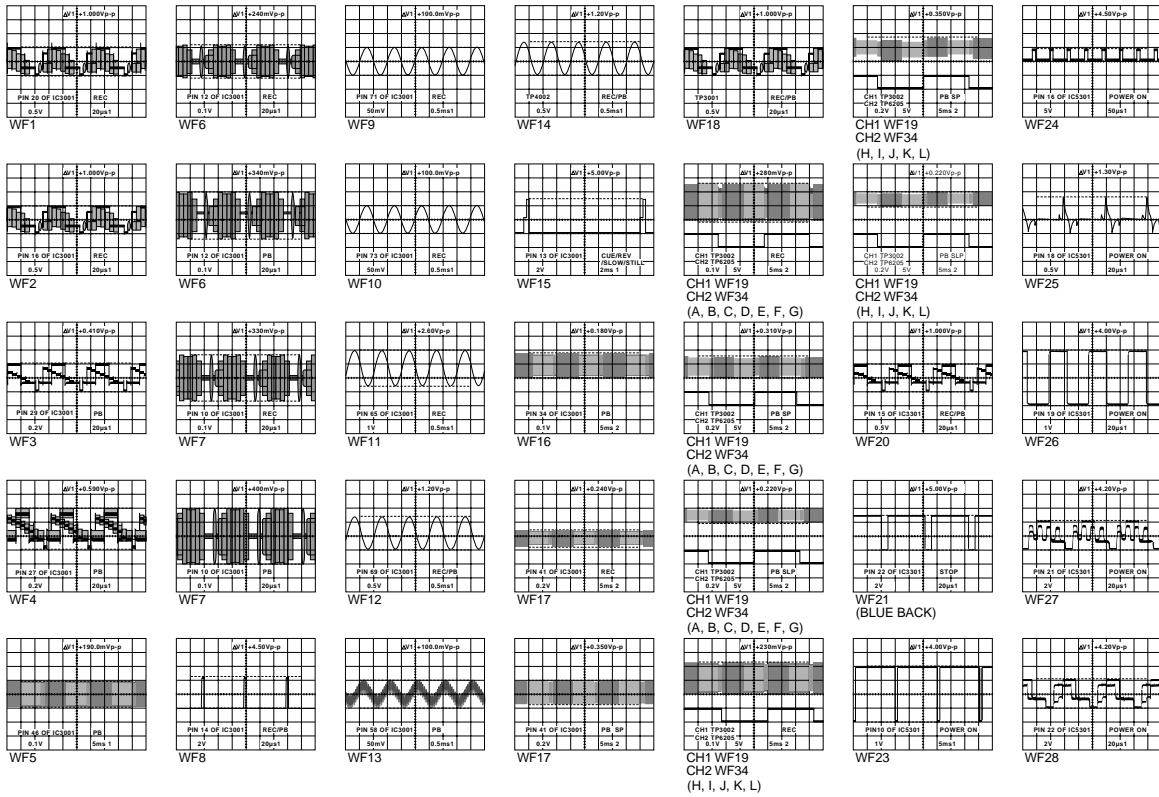 ΔV1 +1.000Vp-p
PIN 20 OF IC3001 REC
0.5V 20µs1
WF1
ΔV1 +240mVp-p
PIN 12 OF IC3001 REC
0.1V 20µs1
WF6
ΔV1 +100.0mVp-p
PIN 71 OF IC3001 REC
50mV 0.5ms1
WF9
ΔV1 +1.20Vp-p
TP4002 REC/PB
0.5V 0.5ms1
WF14
ΔV1 +1.000Vp-p
TP3001 REC/PB
0.5V 20µs1
WF18
ΔV1 +0.350Vp-p
CH1 TP3002 PB SP
CH2 TP6205
0.2V 5V 5ms 2
CH1 WF19
CH2 WF34
(H, I, J, K, L)
ΔV1 +4.50Vp-p
PIN 16 OF IC5301 POWER ON
5V 50µs1
WF24
ΔV1 +1.000Vp-p
PIN 16 OF IC3001 REC
0.5V 20µs1
WF2
ΔV1 +340mVp-p
PIN 12 OF IC3001 PB
0.1V 20µs1
WF6
ΔV1 +100.0mVp-p
PIN 73 OF IC3001 REC
50mV 0.5ms1
WF10
ΔV1 +5.00Vp-p
PIN 13 OF IC3001 CUE/REV
/SLOW/STILL
2V 2ms 1
WF15
ΔV1 +280mVp-p
CH1 TP3002 REC
CH2 TP6205
0.1V 5V 5ms 2
CH1 WF19
CH2 WF34
(A, B, C, D, E, F, G)
ΔV1 +0.220Vp-p
CH1 TP3002 PB SLP
CH2 TP6205
0.2V 5V 5ms 2
CH1 WF19
CH2 WF34
(H, I, J, K, L)
ΔV1 +1.30Vp-p
PIN 18 OF IC5301 POWER ON
0.5V 20µs1
WF25
ΔV1 +0.410Vp-p
PIN 29 OF IC3001 PB
0.2V 20µs1
WF3
ΔV1 +330mVp-p
PIN 10 OF IC3001 REC
0.1V 20µs1
WF7
ΔV1 +2.60Vp-p
PIN 65 OF IC3001 REC
1V 0.5ms1
WF11
ΔV1 +0.180Vp-p
PIN 34 OF IC3001 PB
0.1V 5ms 2
WF16
ΔV1 +0.310Vp-p
CH1 TP3002 PB SP
CH2 TP6205
0.2V 5V 5ms 2
CH1 WF19
CH2 WF34
(A, B, C, D, E, F, G)
ΔV1 +1.000Vp-p
PIN 15 OF IC3001 REC/PB
0.5V 20µs1
WF20
ΔV1 +4.00Vp-p
PIN 19 OF IC5301 POWER ON
1V 20µs1
WF26
ΔV1 +0.590Vp-p
PIN 27 OF IC3001 PB
0.2V 20µs1
WF4
ΔV1 +400mVp-p
PIN 10 OF IC3001 PB
0.1V 20µs1
WF7
ΔV1 +1.20Vp-p
PIN 69 OF IC3001 REC/PB
0.5V 0.5ms1
WF12
ΔV1 +0.240Vp-p
PIN 41 OF IC3001 REC
0.2V 5ms 2
WF17
ΔV1 +0.220Vp-p
CH1 TP3002 PB SLP
CH2 TP6205
0.2V 5V 5ms 2
CH1 WF19
CH2 WF34
(A, B, C, D, E, F, G)
ΔV1 +5.00Vp-p
PIN 22 OF IC3301 STOP
2V 20µs1
WF21
(BLUE BACK)
ΔV1 +4.20Vp-p
PIN 21 OF IC5301 POWER ON
2V 20µs1
WF27
ΔV1 +190.0mVp-p
PIN 46 OF IC3001 PB
0.1V 5ms 1
WF5
ΔV1 +4.50Vp-p
PIN 14 OF IC3001 REC/PB
2V 20µs1
WF8
ΔV1 +100.0mVp-p
PIN 58 OF IC3001 PB
50mV 0.5ms1
WF13
ΔV1 +0.350Vp-p
PIN 41 OF IC3001 PB SP
0.2V 5ms 2
WF17
ΔV1 +230mVp-p
CH1 TP3002 REC
CH2 TP6205
0.1V 5V 5ms 2
CH1 WF19
CH2 WF34
(H, I, J, K, L)
ΔV1 +4.00Vp-p
PIN10 OF IC5301 POWER ON
1V 5ms1
WF23
ΔV1 +4.20Vp-p
PIN 22 OF IC5301 POWER ON
2V 20µs1
WF28